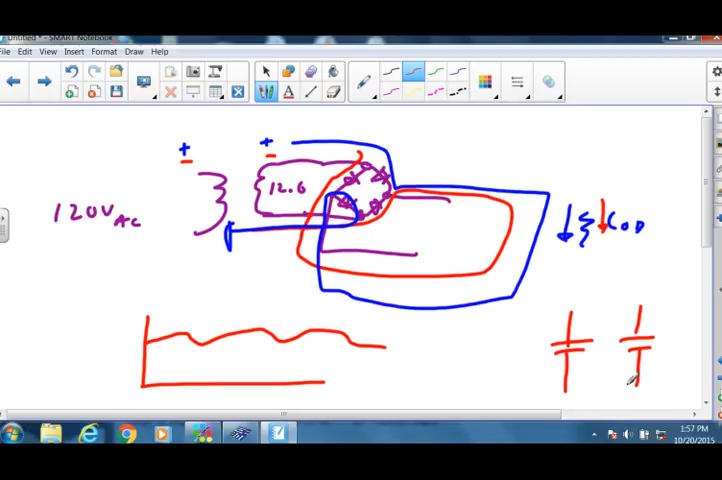 Untitled * - SMART Notebook
File Edit View Insert Format Draw Help
+ +
- -
120VAC
12.6
1:57 PM
10/20/2015